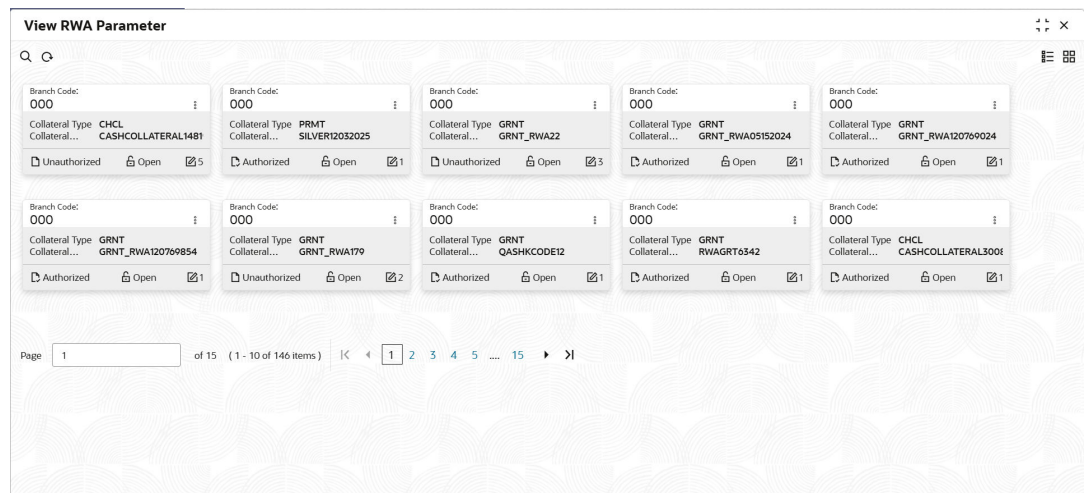 View RWA Parameter
Branch Code:
000
Collateral Type CHCL
Collateral... CASHCOLLATERAL1481
Unauthorized Open 5
Branch Code:
000
Collateral Type PRMT
Collateral... SILVER12032025
Authorized Open 1
Branch Code:
000
Collateral Type GRNT
Collateral... GRNT_RWA22
Unauthorized Open 3
Branch Code:
000
Collateral Type GRNT
Collateral... GRNT_RWA05152024
Authorized Open 1
Branch Code:
000
Collateral Type GRNT
Collateral... GRNT_RWA120769024
Authorized Open 1
Branch Code:
000
Collateral Type GRNT
Collateral... GRNT_RWA120769854
Authorized Open 1
Branch Code:
000
Collateral Type GRNT
Collateral... GRNT_RWA179
Unauthorized Open 2
Branch Code:
000
Collateral Type GRNT
Collateral... QASHKCODE12
Authorized Open 1
Branch Code:
000
Collateral Type GRNT
Collateral... RWAGRT6342
Authorized Open 1
Branch Code:
000
Collateral Type CHCL
Collateral... CASHCOLLATERAL3008
Authorized Open 1
Page 1 of 15 ( 1 - 10 of 146 items ) 1 2 3 4 5 .... 15